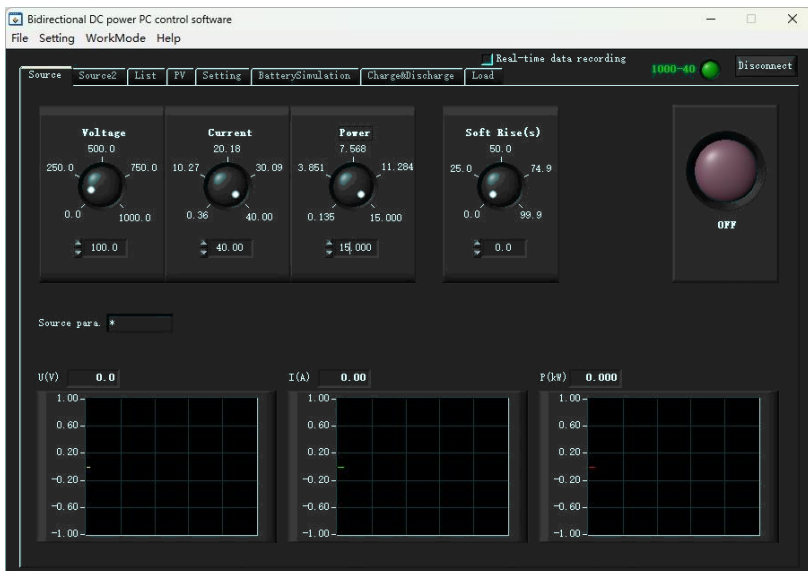 Bidirectional DC power PC control software
File Setting WorkMode Help
Real-time data recording
1000-40
Disconnect
Source Source2 List PV Setting BatterySimulation Charge&Discharge Load
Voltage Current Power Soft Rise(s)
500.0 20.18 7.568 50.0
250.0 750.0 10.27 30.09 3.851 11.284 25.0 74.9
0.0 1000.0 0.36 40.00 0.135 15.000 0.0 99.9
OFF
100.0 40.00 15.000 0.0
Source para. *
U(V) 0.0 I(A) 0.00 P(kW) 0.000
1.00 1.00 1.00
0.60 0.60 0.60
0.20 0.20 0.20
-0.20 -0.20 -0.20
-0.60 -0.60 -0.60
-1.00 -1.00 -1.00